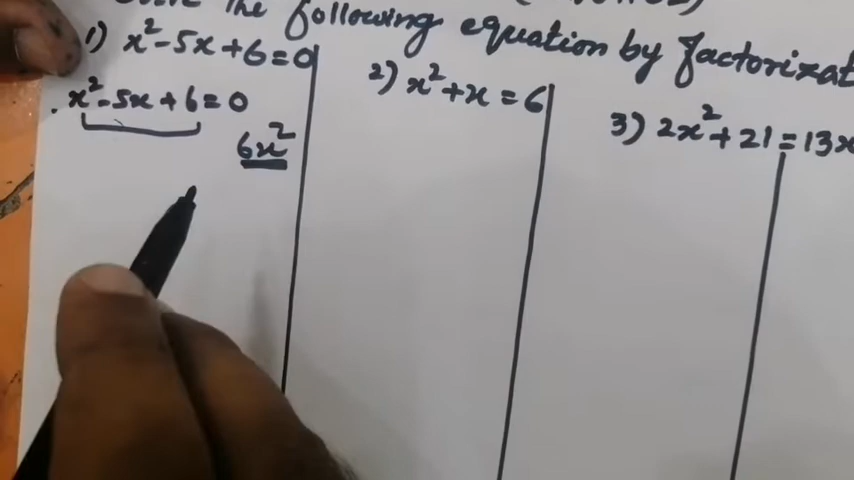 the following equation by
1) x²-5x+6=0
x²-5x+6=0
6x²
2) x²+x=6
3) 2x²+21=13x